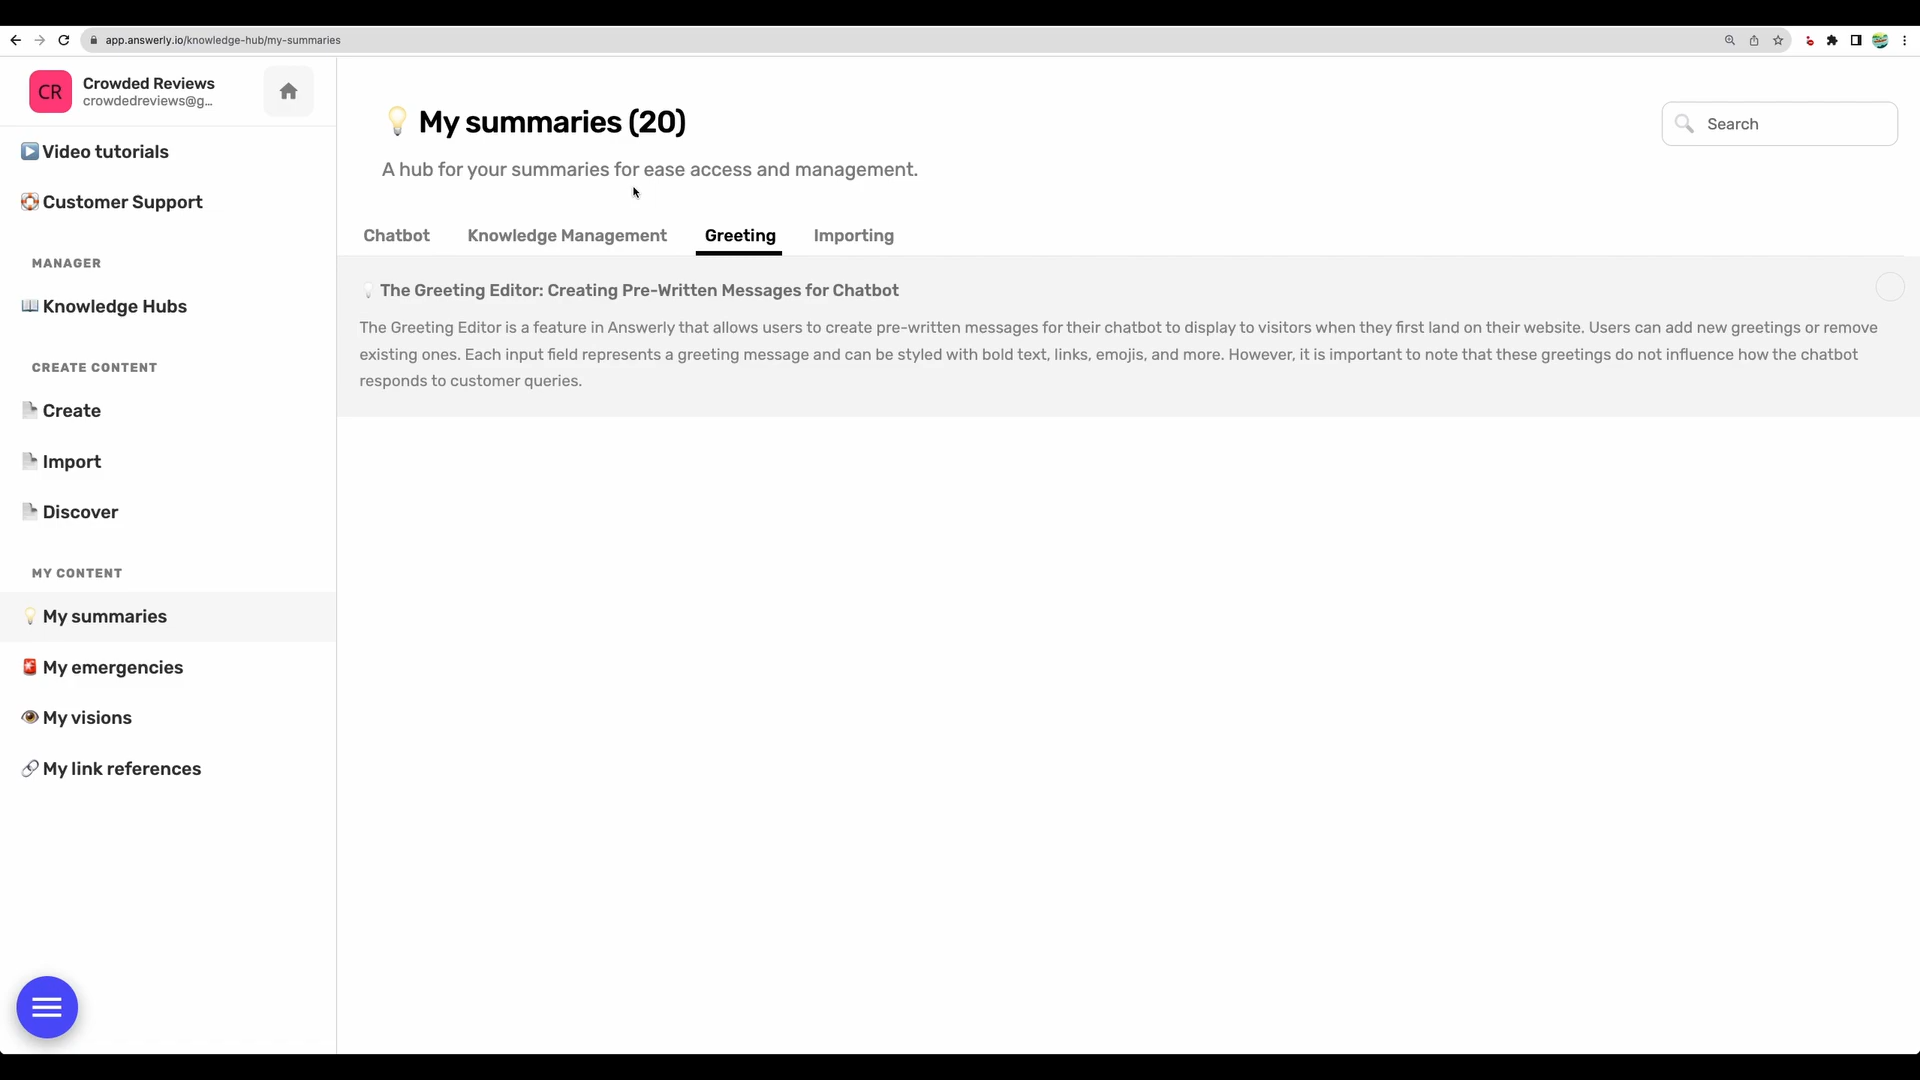 app.answerly.io/knowledge-hub/my-summaries
CR
Crowded Reviews
crowdedreviews@g...
Video tutorials
Customer Support
MANAGER
Knowledge Hubs
CREATE CONTENT
Create
Import
Discover
MY CONTENT
My summaries
My emergencies
My visions
My link references
My summaries (20)
Search
A hub for your summaries for ease access and management.
Chatbot
Knowledge Management
Greeting
Importing
The Greeting Editor: Creating Pre-Written Messages for Chatbot
The Greeting Editor is a feature in Answerly that allows users to create pre-written messages for their chatbot to display to visitors when they first land on their website. Users can add new greetings or remove
existing ones. Each input field represents a greeting message and can be styled with bold text, links, emojis, and more. However, it is important to note that these greetings do not influence how the chatbot
responds to customer queries.